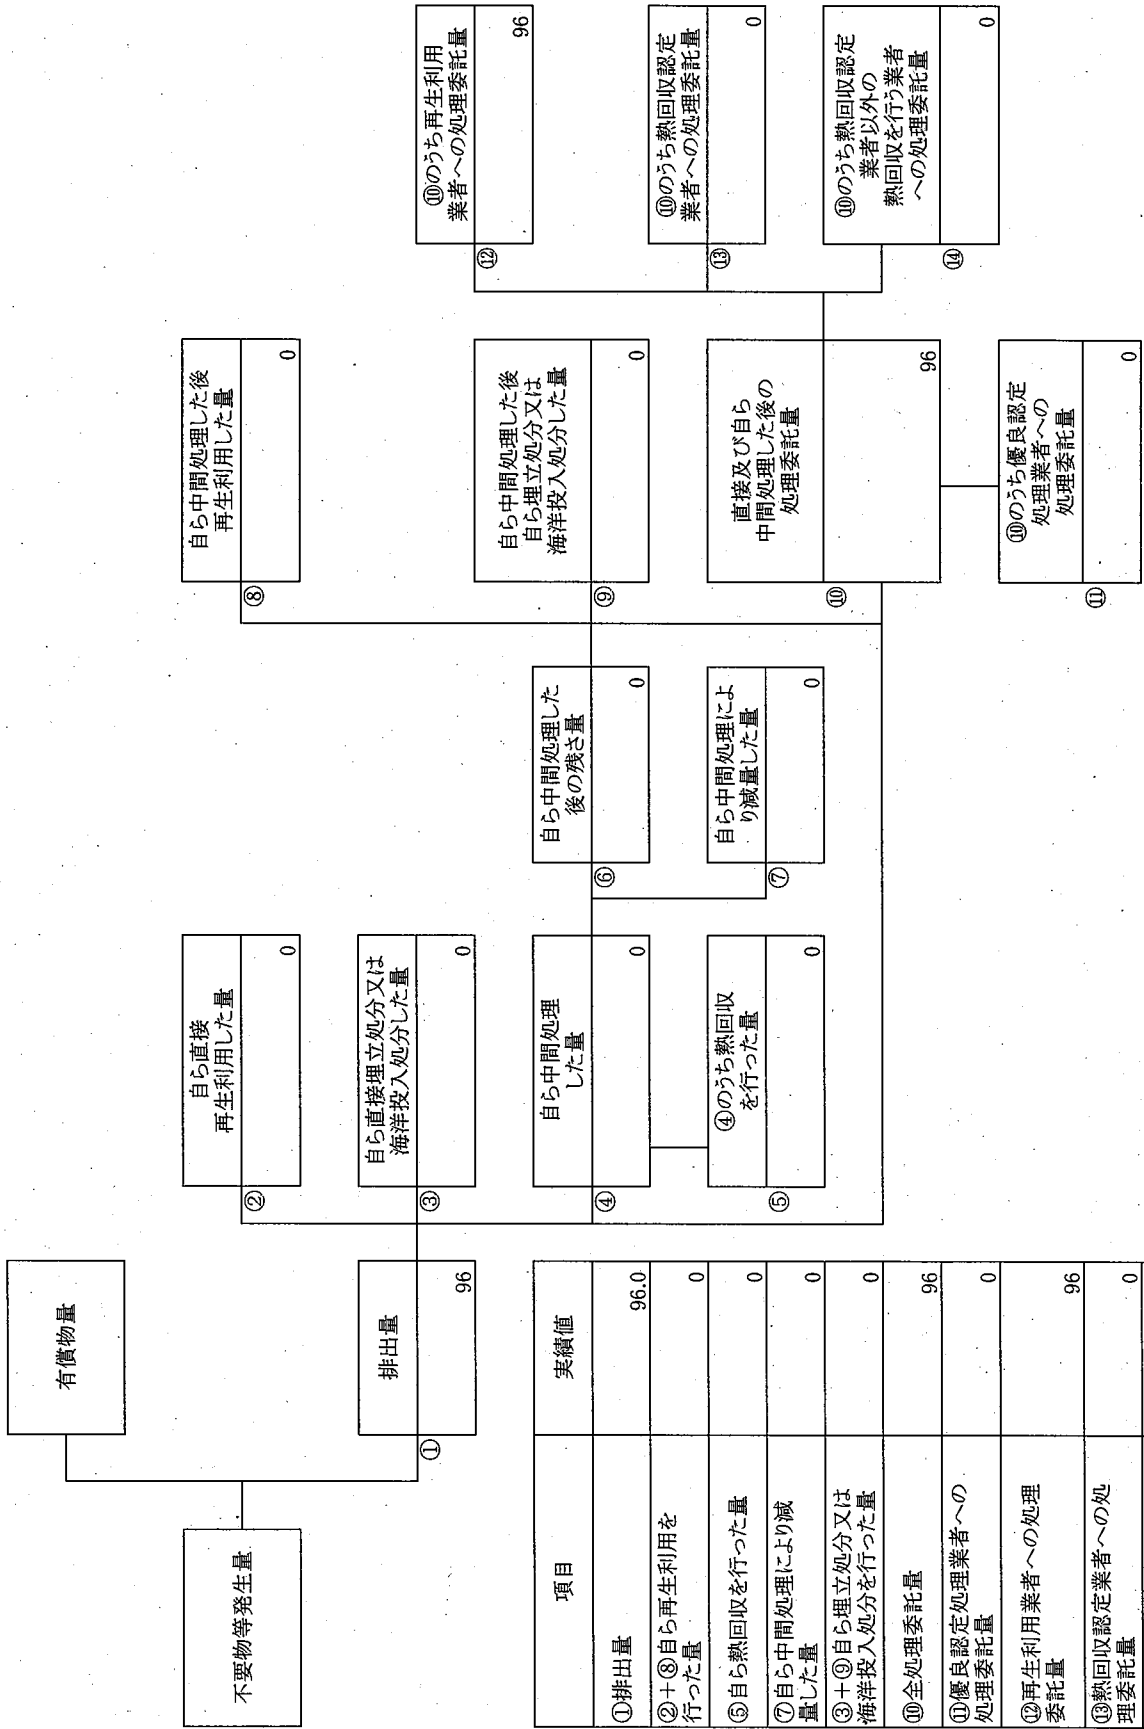 不要物等発生量
有償物量
①
排出量
96
②
自ら直接
再生利用した量
0
③
自ら直接埋立処分又は
海洋投入処分した量
0
④
自ら中間処理
した量
0
⑤
④のうち熱回収
を行った量
0
⑥
自ら中間処理した
後の残さ量
0
⑦
自ら中間処理によ
り減量した量
0
⑧
自ら中間処理した後
再生利用した量
0
⑨
自ら中間処理した後
自ら埋立処分又は
海洋投入処分した量
0
⑩
直接及び自ら
中間処理した後の
処理委託量
96
⑪
⑩のうち優良認定
処理業者への
処理委託量
0
⑫
⑩のうち再生利用
業者への処理委託量
96
⑬
⑩のうち熱回収認定
業者への処理委託量
0
⑭
⑩のうち熱回収認定
業者以外の
熱回収を行う業者
への処理委託量
0
項目 実績値
①排出量 96.0
②+⑧自ら再生利用を
行った量 0
⑤自ら熱回収を行った量 0
⑦自ら中間処理により減
量した量 0
③+⑨自ら埋立処分又は
海洋投入処分を行った量 0
⑩全処理委託量 96
⑪優良認定処理業者への
処理委託量 0
⑫再生利用業者への処理
委託量 96
⑬熱回収認定業者への処
理委託量 0